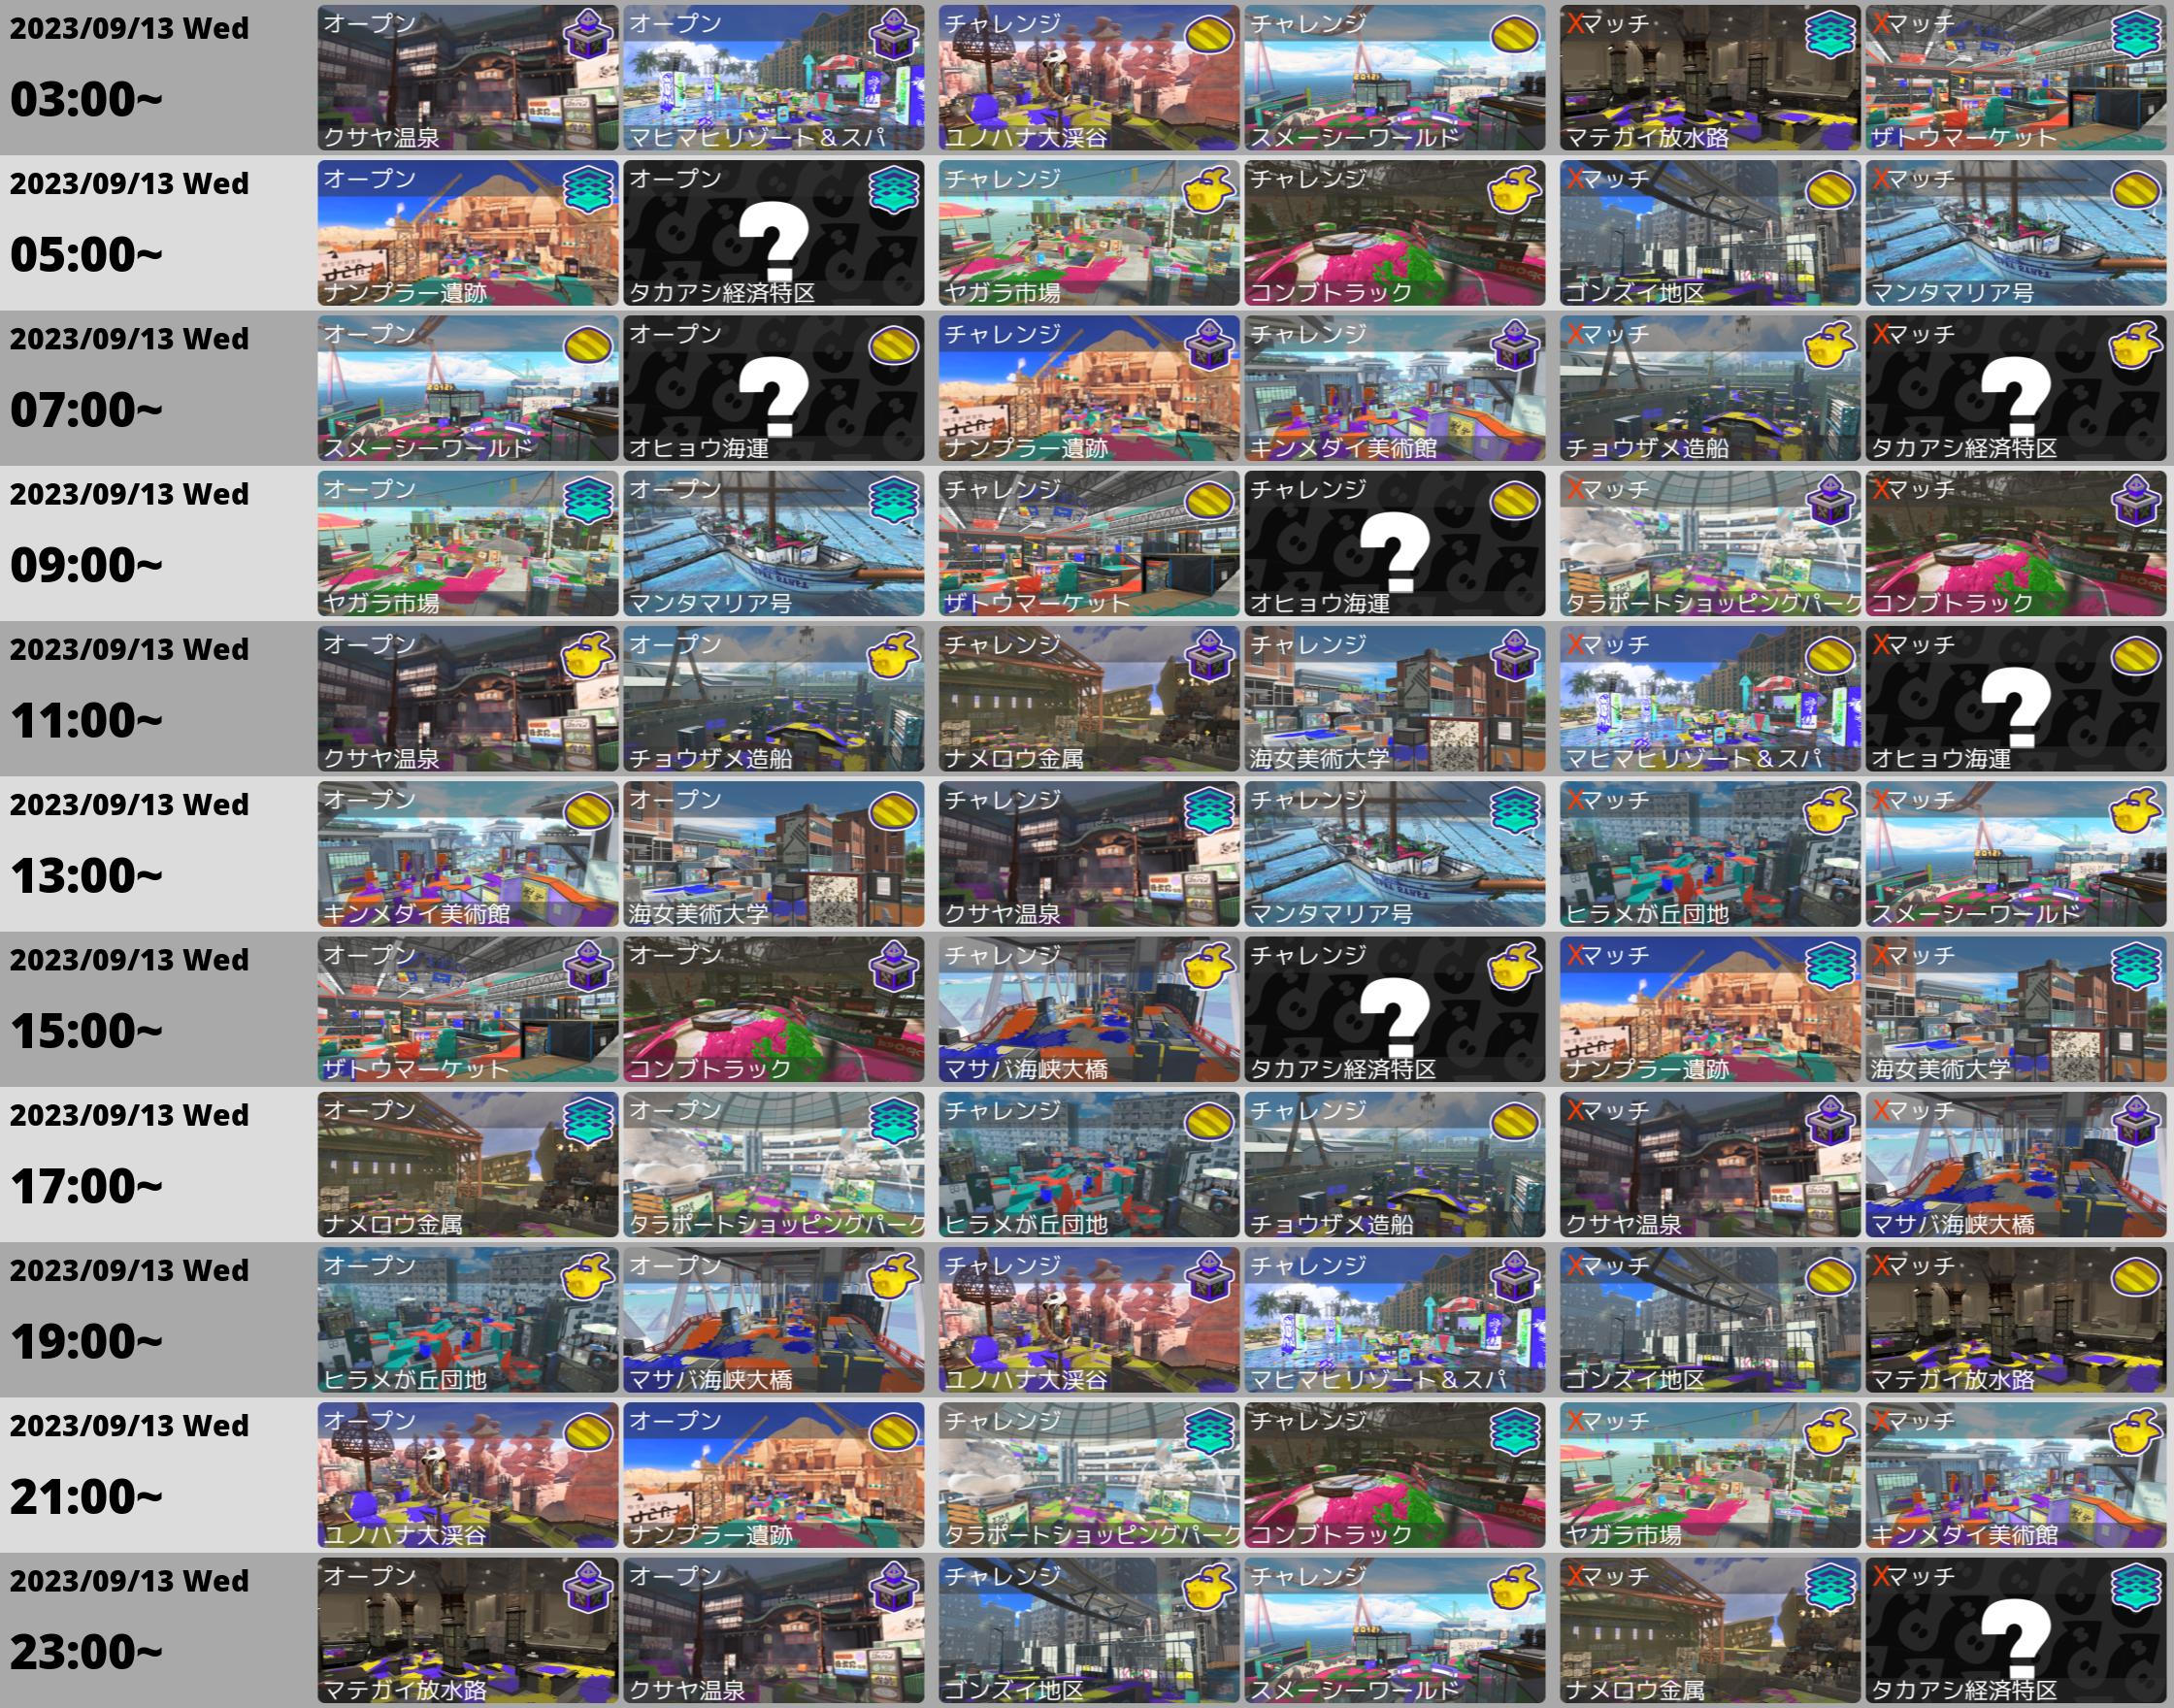 2023/09/13 Wed
03:00~
オープン
クサヤ温泉
オープン
マヒマヒリゾート＆スパ
チャレンジ
ユノハナ大渓谷
チャレンジ
スメーシーワールド
Xマッチ
マテガイ放水路
Xマッチ
ザトウマーケット
2023/09/13 Wed
05:00~
オープン
ナンプラー遺跡
オープン
?
タカアシ経済特区
チャレンジ
ヤガラ市場
チャレンジ
コンブトラック
Xマッチ
ゴンズイ地区
Xマッチ
マンタマリア号
2023/09/13 Wed
07:00~
オープン
スメーシーワールド
オープン
?
オヒョウ海運
チャレンジ
ナンプラー遺跡
チャレンジ
キンメダイ美術館
Xマッチ
チョウザメ造船
Xマッチ
?
タカアシ経済特区
2023/09/13 Wed
09:00~
オープン
ヤガラ市場
オープン
マンタマリア号
チャレンジ
ザトウマーケット
チャレンジ
?
オヒョウ海運
Xマッチ
タラポートショッピングパーク
Xマッチ
コンブトラック
2023/09/13 Wed
11:00~
オープン
クサヤ温泉
オープン
チョウザメ造船
チャレンジ
ナメロウ金属
チャレンジ
海女美術大学
Xマッチ
マヒマヒリゾート＆スパ
Xマッチ
?
オヒョウ海運
2023/09/13 Wed
13:00~
オープン
キンメダイ美術館
オープン
海女美術大学
チャレンジ
クサヤ温泉
チャレンジ
マンタマリア号
Xマッチ
ヒラメが丘団地
Xマッチ
スメーシーワールド
2023/09/13 Wed
15:00~
オープン
ザトウマーケット
オープン
コンブトラック
チャレンジ
マサバ海峡大橋
チャレンジ
?
タカアシ経済特区
Xマッチ
ナンプラー遺跡
Xマッチ
海女美術大学
2023/09/13 Wed
17:00~
オープン
ナメロウ金属
オープン
タラポートショッピングパーク
チャレンジ
ヒラメが丘団地
チャレンジ
チョウザメ造船
Xマッチ
クサヤ温泉
Xマッチ
マサバ海峡大橋
2023/09/13 Wed
19:00~
オープン
ヒラメが丘団地
オープン
マサバ海峡大橋
チャレンジ
ユノハナ大渓谷
チャレンジ
マヒマヒリゾート＆スパ
Xマッチ
ゴンズイ地区
Xマッチ
マテガイ放水路
2023/09/13 Wed
21:00~
オープン
ユノハナ大渓谷
オープン
ナンプラー遺跡
チャレンジ
タラポートショッピングパーク
チャレンジ
コンブトラック
Xマッチ
ヤガラ市場
Xマッチ
キンメダイ美術館
2023/09/13 Wed
23:00~
オープン
マテガイ放水路
オープン
クサヤ温泉
チャレンジ
ゴンズイ地区
チャレンジ
スメーシーワールド
Xマッチ
ナメロウ金属
Xマッチ
?
タカアシ経済特区